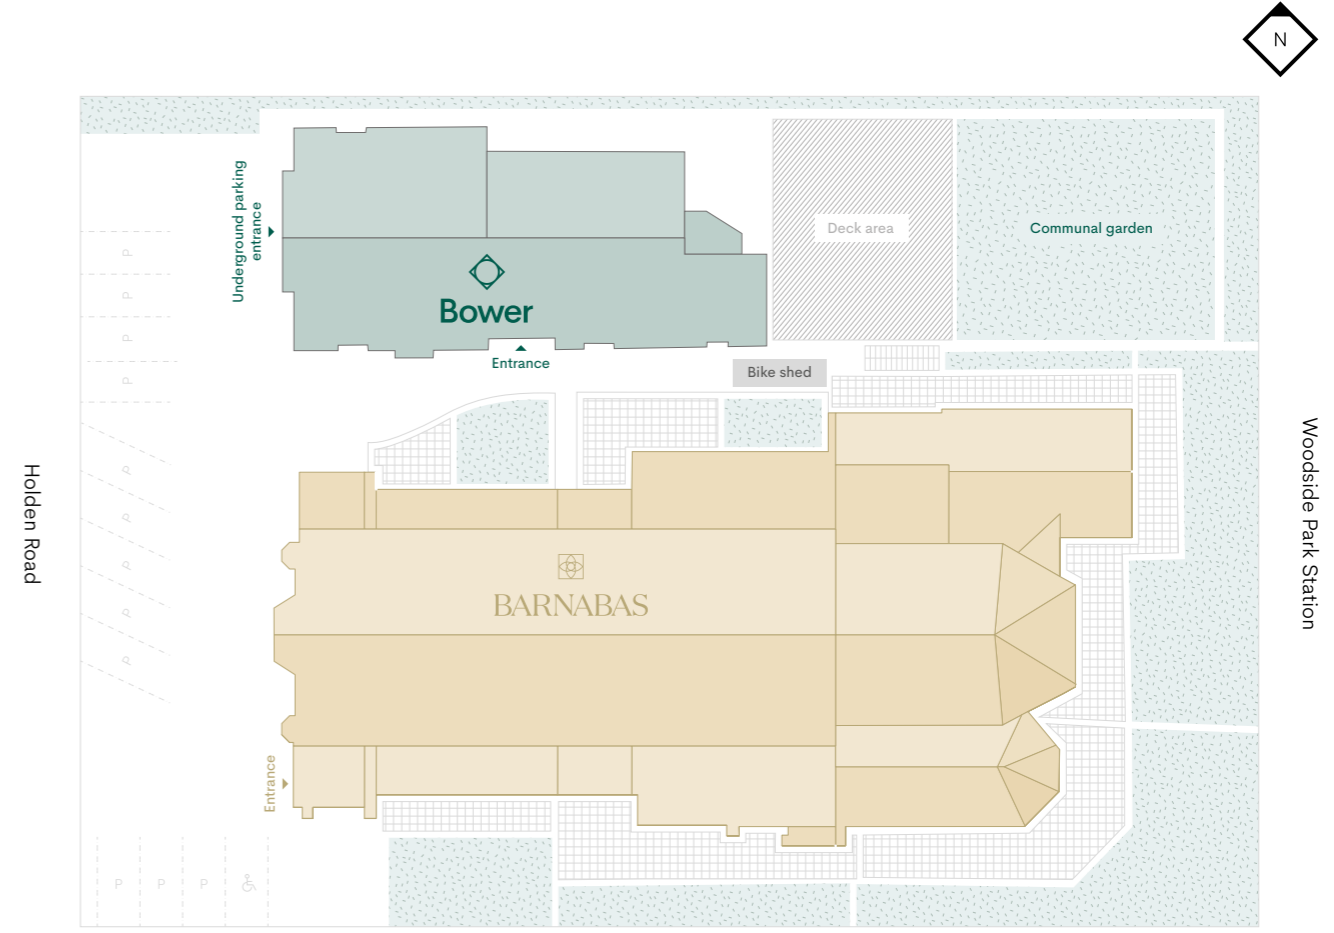 N
Underground parking
entrance
Deck area
Communal garden
Bower
Entrance
Bike shed
P
P
P
P
Holden Road
Woodside Park Station
P
P
P
P
P
BARNABAS
Entrance
P
P
P